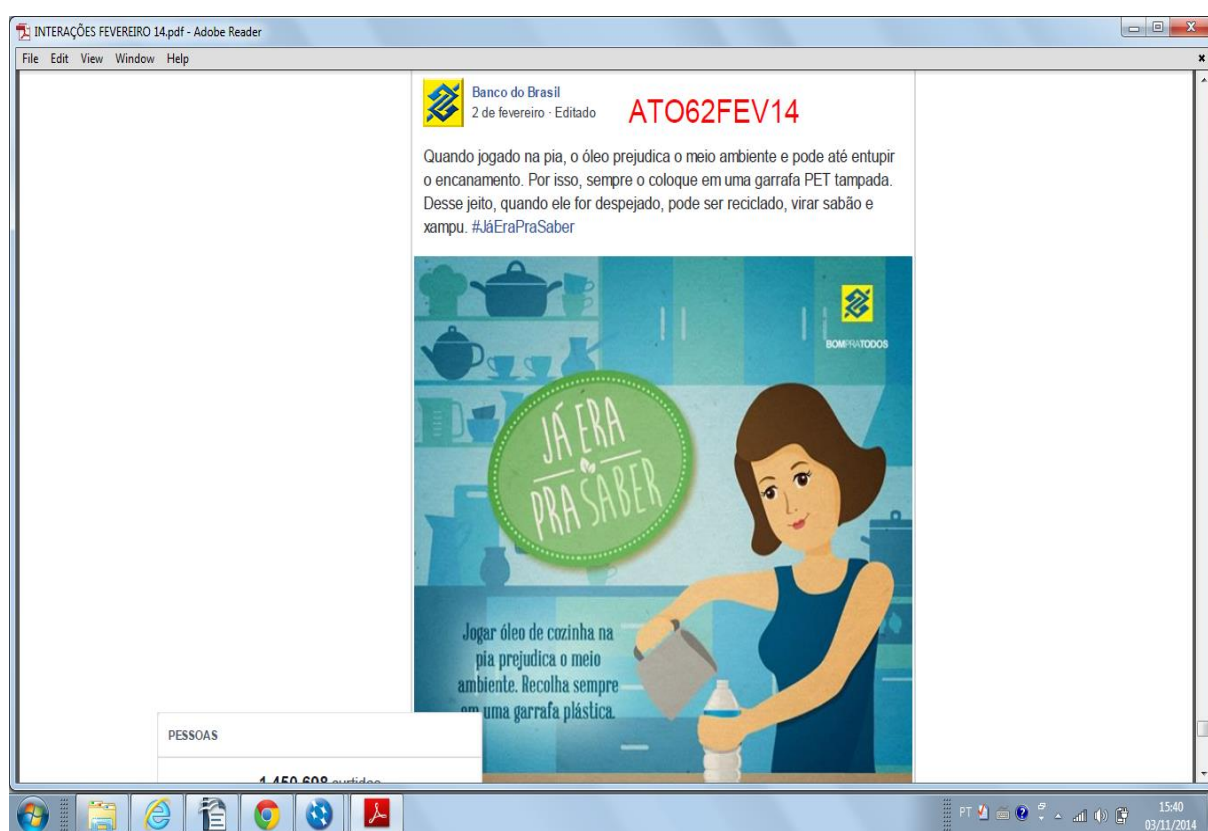 INTERAÇÕES FEVEREIRO 14.pdf - Adobe Reader
File Edit View Window Help
Banco do Brasil
2 de fevereiro · Editado
ATO62FEV14
Quando jogado na pia, o óleo prejudica o meio ambiente e pode até entupir
o encanamento. Por isso, sempre o coloque em uma garrafa PET tampada.
Desse jeito, quando ele for despejado, pode ser reciclado, virar sabão e
xampu. #JáEraPraSaber
BOMPRATODOS
JÁ ERA
PRA SABER
Jogar óleo de cozinha na
pia prejudica o meio
ambiente. Recolha sempre
em uma garrafa plástica.
PESSOAS
1.450.698 curtidas
PT
15:40
03/11/2014